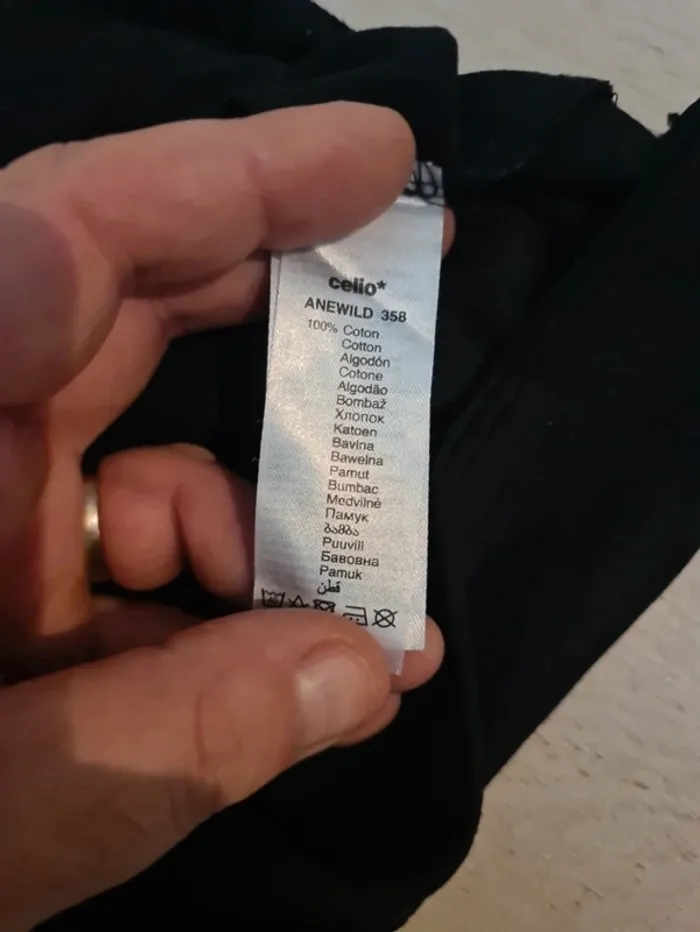 celio*
ANEWILD 358
100% Coton
Cotton
Algodón
Cotone
Algodão
Bombaž
Хлопок
Katoen
Bavlna
Bawełna
Pamut
Bumbac
Medvilnė
Памук
ბამბა
Puuvill
Бавовна
Pamuk
قطن